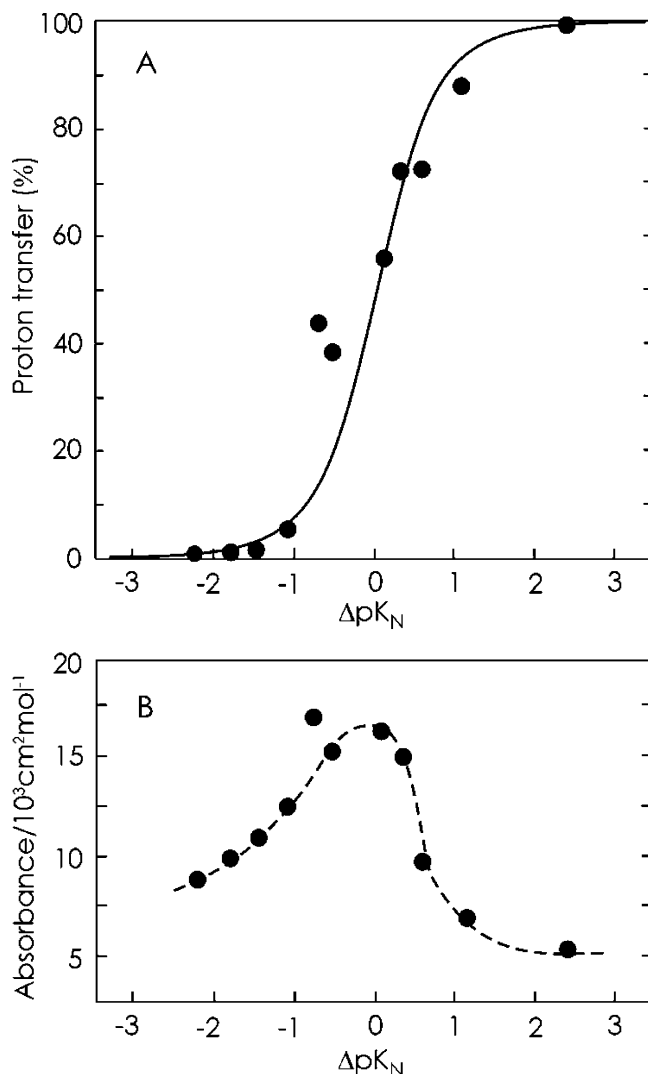 100
A
80
Proton transfer (%)
60
40
20
0
-3 -2 -1 0 1 2 3
ΔpK_N
20
B
Absorbance/10³cm²mol⁻¹
15
10
5
-3 -2 -1 0 1 2 3
ΔpK_N